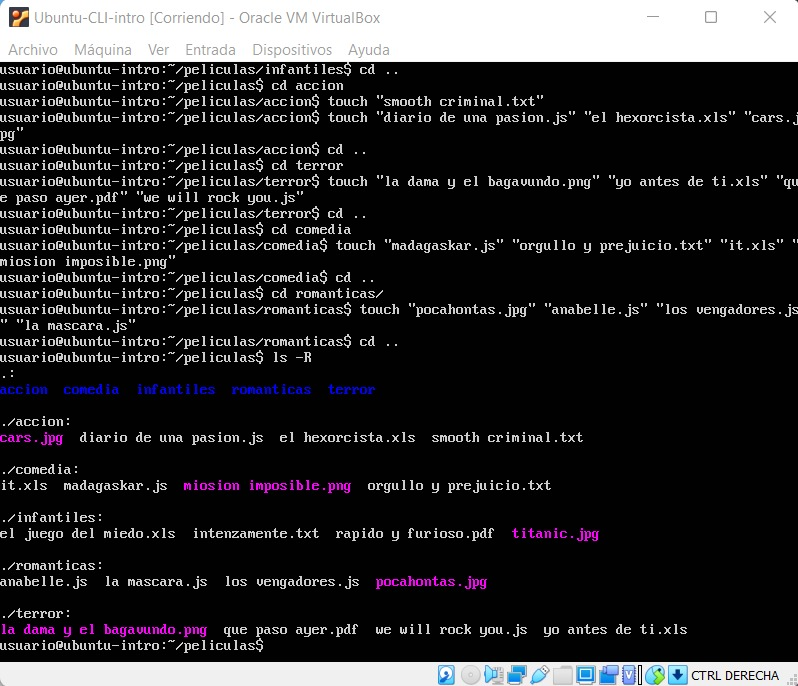 Ubuntu-CLI-intro [Corriendo] - Oracle VM VirtualBox
Archivo Máquina Ver Entrada Dispositivos Ayuda
usuario@ubuntu-intro:~/peliculas/infantiles$ cd ..
usuario@ubuntu-intro:~/peliculas$ cd accion
usuario@ubuntu-intro:~/peliculas/accion$ touch "smooth criminal.txt"
usuario@ubuntu-intro:~/peliculas/accion$ touch "diario de una pasion.js" "el hexorcista.xls" "cars.j
pg"
usuario@ubuntu-intro:~/peliculas/accion$ cd ..
usuario@ubuntu-intro:~/peliculas$ cd terror
usuario@ubuntu-intro:~/peliculas/terror$ touch "la dama y el bagavundo.png" "yo antes de ti.xls" "qu
e paso ayer.pdf" "we will rock you.js"
usuario@ubuntu-intro:~/peliculas/terror$ cd ..
usuario@ubuntu-intro:~/peliculas$ cd comedia
usuario@ubuntu-intro:~/peliculas/comedia$ touch "madagaskar.js" "orgullo y prejuicio.txt" "it.xls" "
miosion imposible.png"
usuario@ubuntu-intro:~/peliculas/comedia$ cd ..
usuario@ubuntu-intro:~/peliculas$ cd romanticas/
usuario@ubuntu-intro:~/peliculas/romanticas$ touch "pocahontas.jpg" "anabelle.js" "los vengadores.js
" "la mascara.js"
usuario@ubuntu-intro:~/peliculas/romanticas$ cd ..
usuario@ubuntu-intro:~/peliculas$ ls -R
.:
accion comedia infantiles romanticas terror
./accion:
cars.jpg diario de una pasion.js el hexorcista.xls smooth criminal.txt
./comedia:
it.xls madagaskar.js miosion imposible.png orgullo y prejuicio.txt
./infantiles:
el juego del miedo.xls intenzamente.txt rapido y furioso.pdf titanic.jpg
./romanticas:
anabelle.js la mascara.js los vengadores.js pocahontas.jpg
./terror:
la dama y el bagavundo.png que paso ayer.pdf we will rock you.js yo antes de ti.xls
usuario@ubuntu-intro:~/peliculas$
CTRL DERECHA